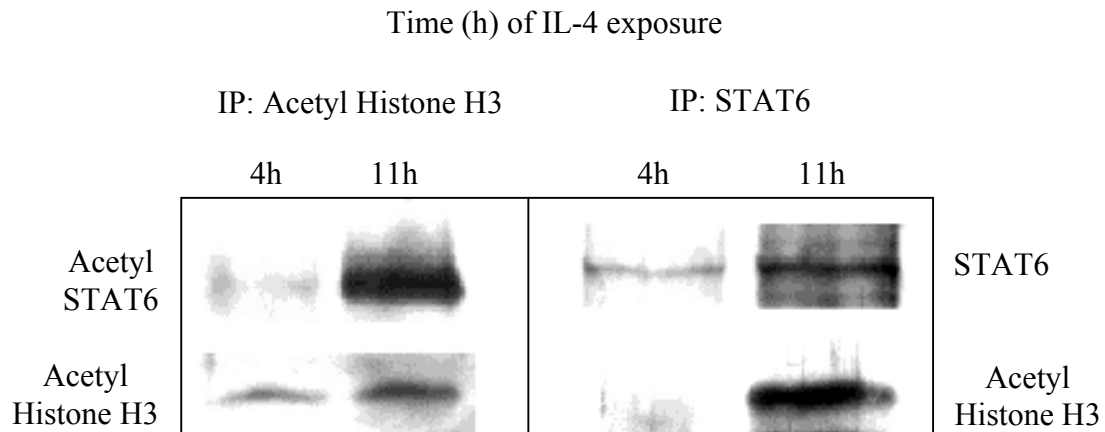 Time (h) of IL-4 exposure
IP: Acetyl Histone H3
IP: STAT6
4h
11h
4h
11h
Acetyl
STAT6
STAT6
Acetyl
Histone H3
Acetyl
Histone H3